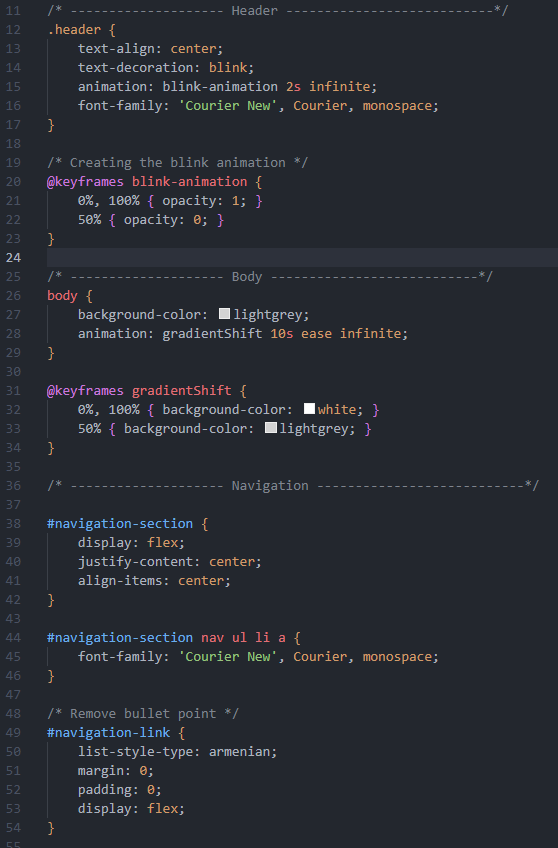 11 /* -------------------- Header ---------------------------*/
12 .header {
13     text-align: center;
14     text-decoration: blink;
15     animation: blink-animation 2s infinite;
16     font-family: 'Courier New', Courier, monospace;
17 }
18
19 /* Creating the blink animation */
20 @keyframes blink-animation {
21     0%, 100% { opacity: 1; }
22     50% { opacity: 0; }
23 }
24
25 /* -------------------- Body ---------------------------*/
26 body {
27     background-color: lightgrey;
28     animation: gradientShift 10s ease infinite;
29 }
30
31 @keyframes gradientShift {
32     0%, 100% { background-color: white; }
33     50% { background-color: lightgrey; }
34 }
35
36 /* -------------------- Navigation ---------------------------*/
37
38 #navigation-section {
39     display: flex;
40     justify-content: center;
41     align-items: center;
42 }
43
44 #navigation-section nav ul li a {
45     font-family: 'Courier New', Courier, monospace;
46 }
47
48 /* Remove bullet point */
49 #navigation-link {
50     list-style-type: armenian;
51     margin: 0;
52     padding: 0;
53     display: flex;
54 }
55